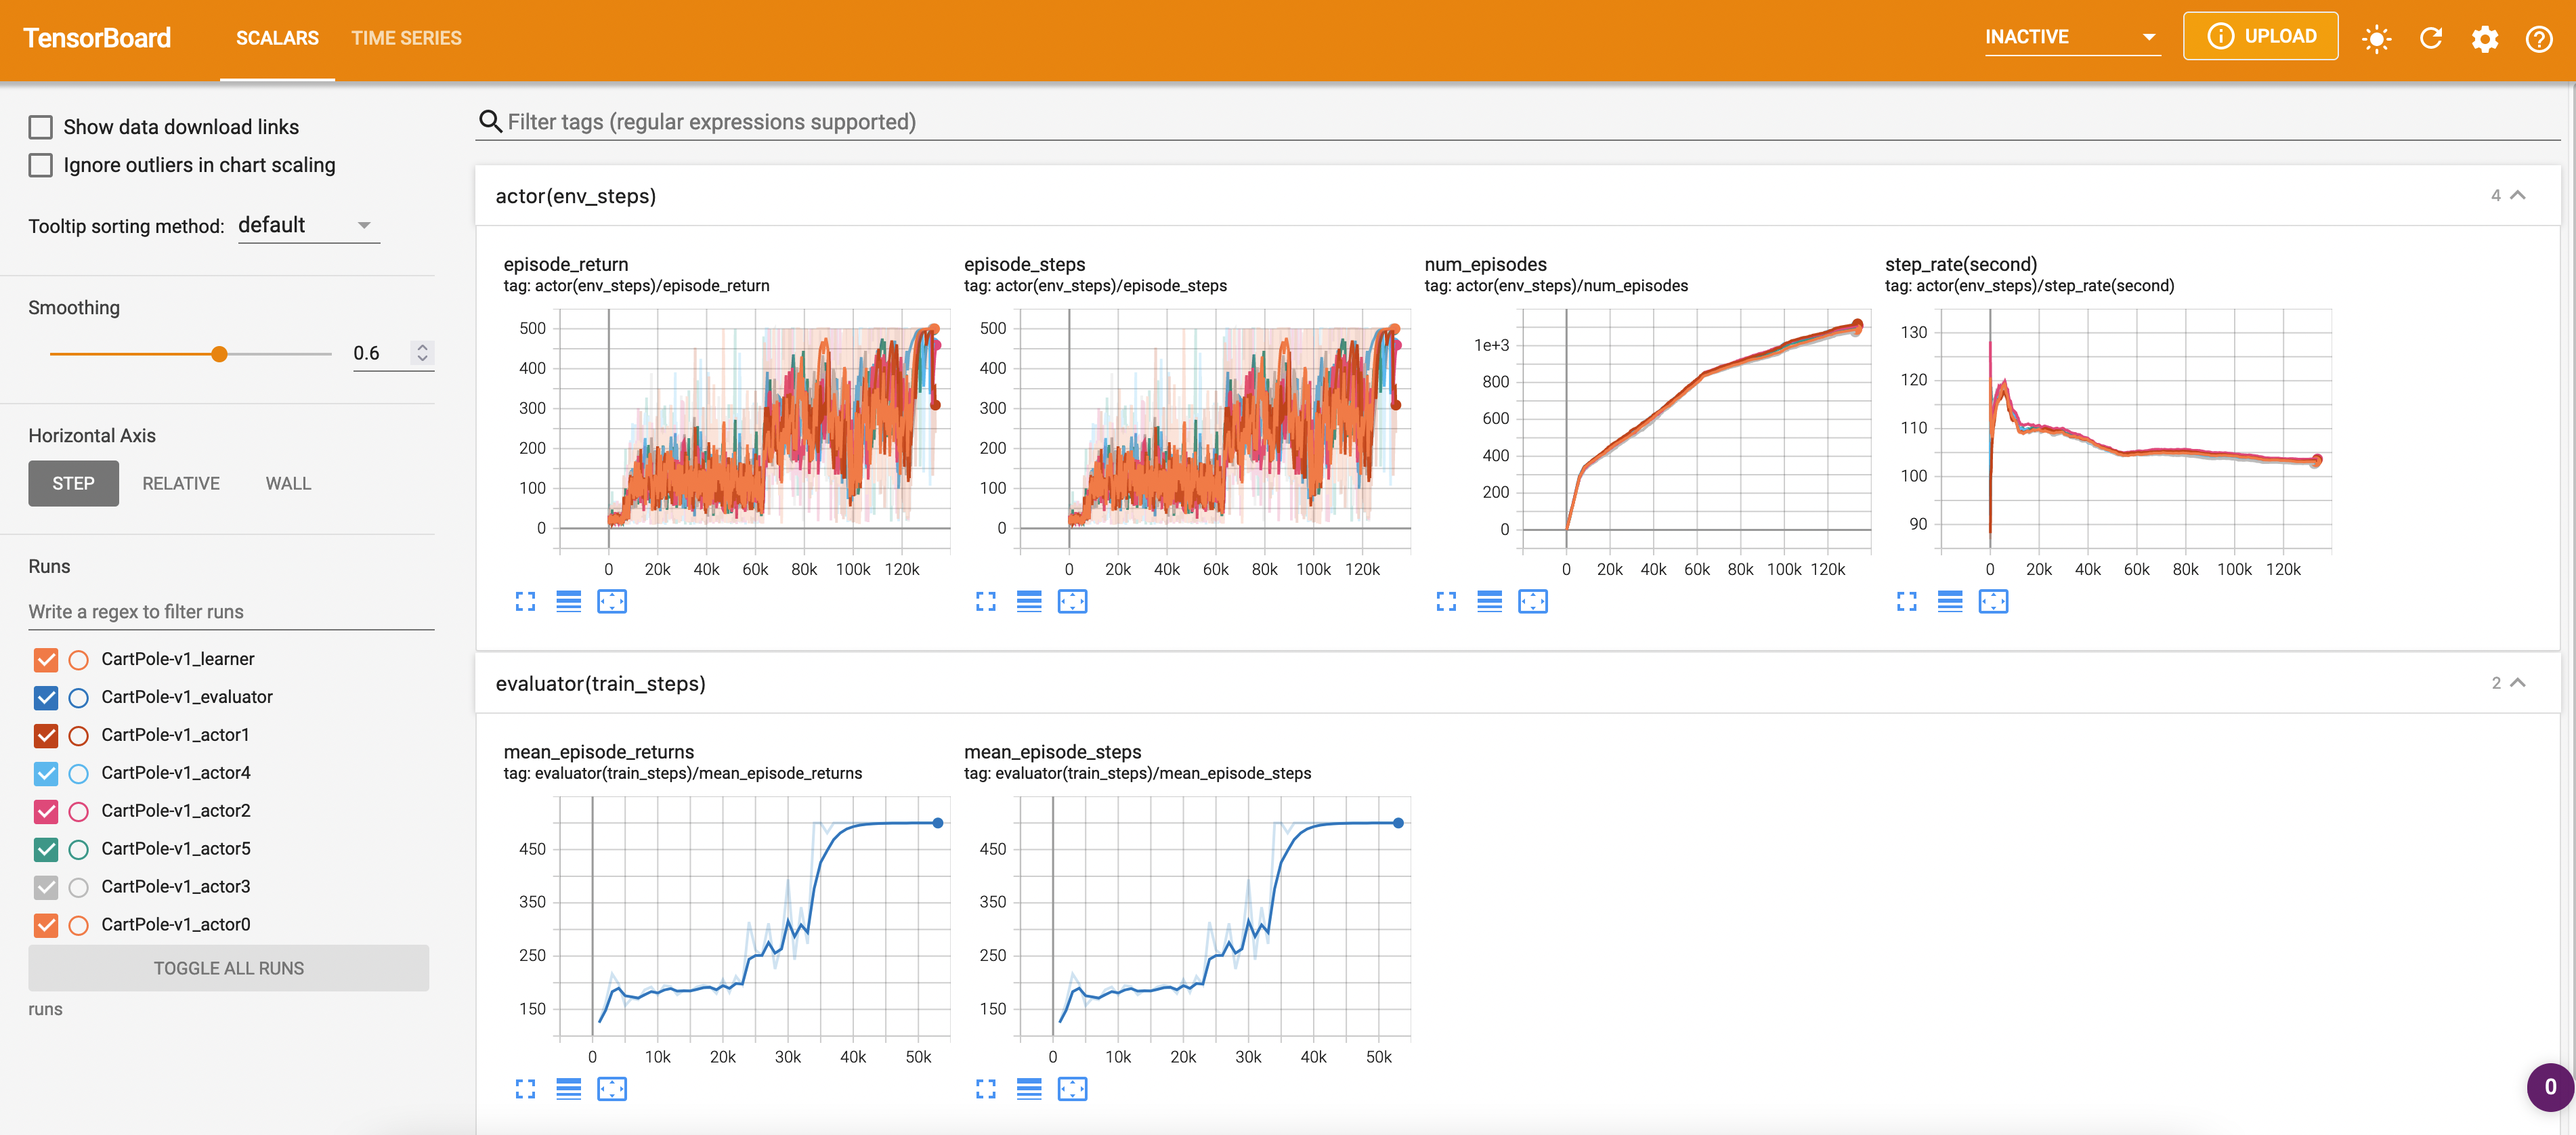 TensorBoard
SCALARS
TIME SERIES
INACTIVE
UPLOAD
Show data download links
Ignore outliers in chart scaling
Tooltip sorting method: default
Smoothing
0.6
Horizontal Axis
STEP
RELATIVE
WALL
Runs
Write a regex to filter runs
CartPole-v1_learner
CartPole-v1_evaluator
CartPole-v1_actor1
CartPole-v1_actor4
CartPole-v1_actor2
CartPole-v1_actor5
CartPole-v1_actor3
CartPole-v1_actor0
TOGGLE ALL RUNS
runs
Filter tags (regular expressions supported)
actor(env_steps)
4
episode_return
tag: actor(env_steps)/episode_return
500
400
300
200
100
0
0 20k 40k 60k 80k 100k 120k
episode_steps
tag: actor(env_steps)/episode_steps
500
400
300
200
100
0
0 20k 40k 60k 80k 100k 120k
num_episodes
tag: actor(env_steps)/num_episodes
1e+3
800
600
400
200
0
0 20k 40k 60k 80k 100k 120k
step_rate(second)
tag: actor(env_steps)/step_rate(second)
130
120
110
100
90
0 20k 40k 60k 80k 100k 120k
evaluator(train_steps)
2
mean_episode_returns
tag: evaluator(train_steps)/mean_episode_returns
450
350
250
150
0 10k 20k 30k 40k 50k
mean_episode_steps
tag: evaluator(train_steps)/mean_episode_steps
450
350
250
150
0 10k 20k 30k 40k 50k
0